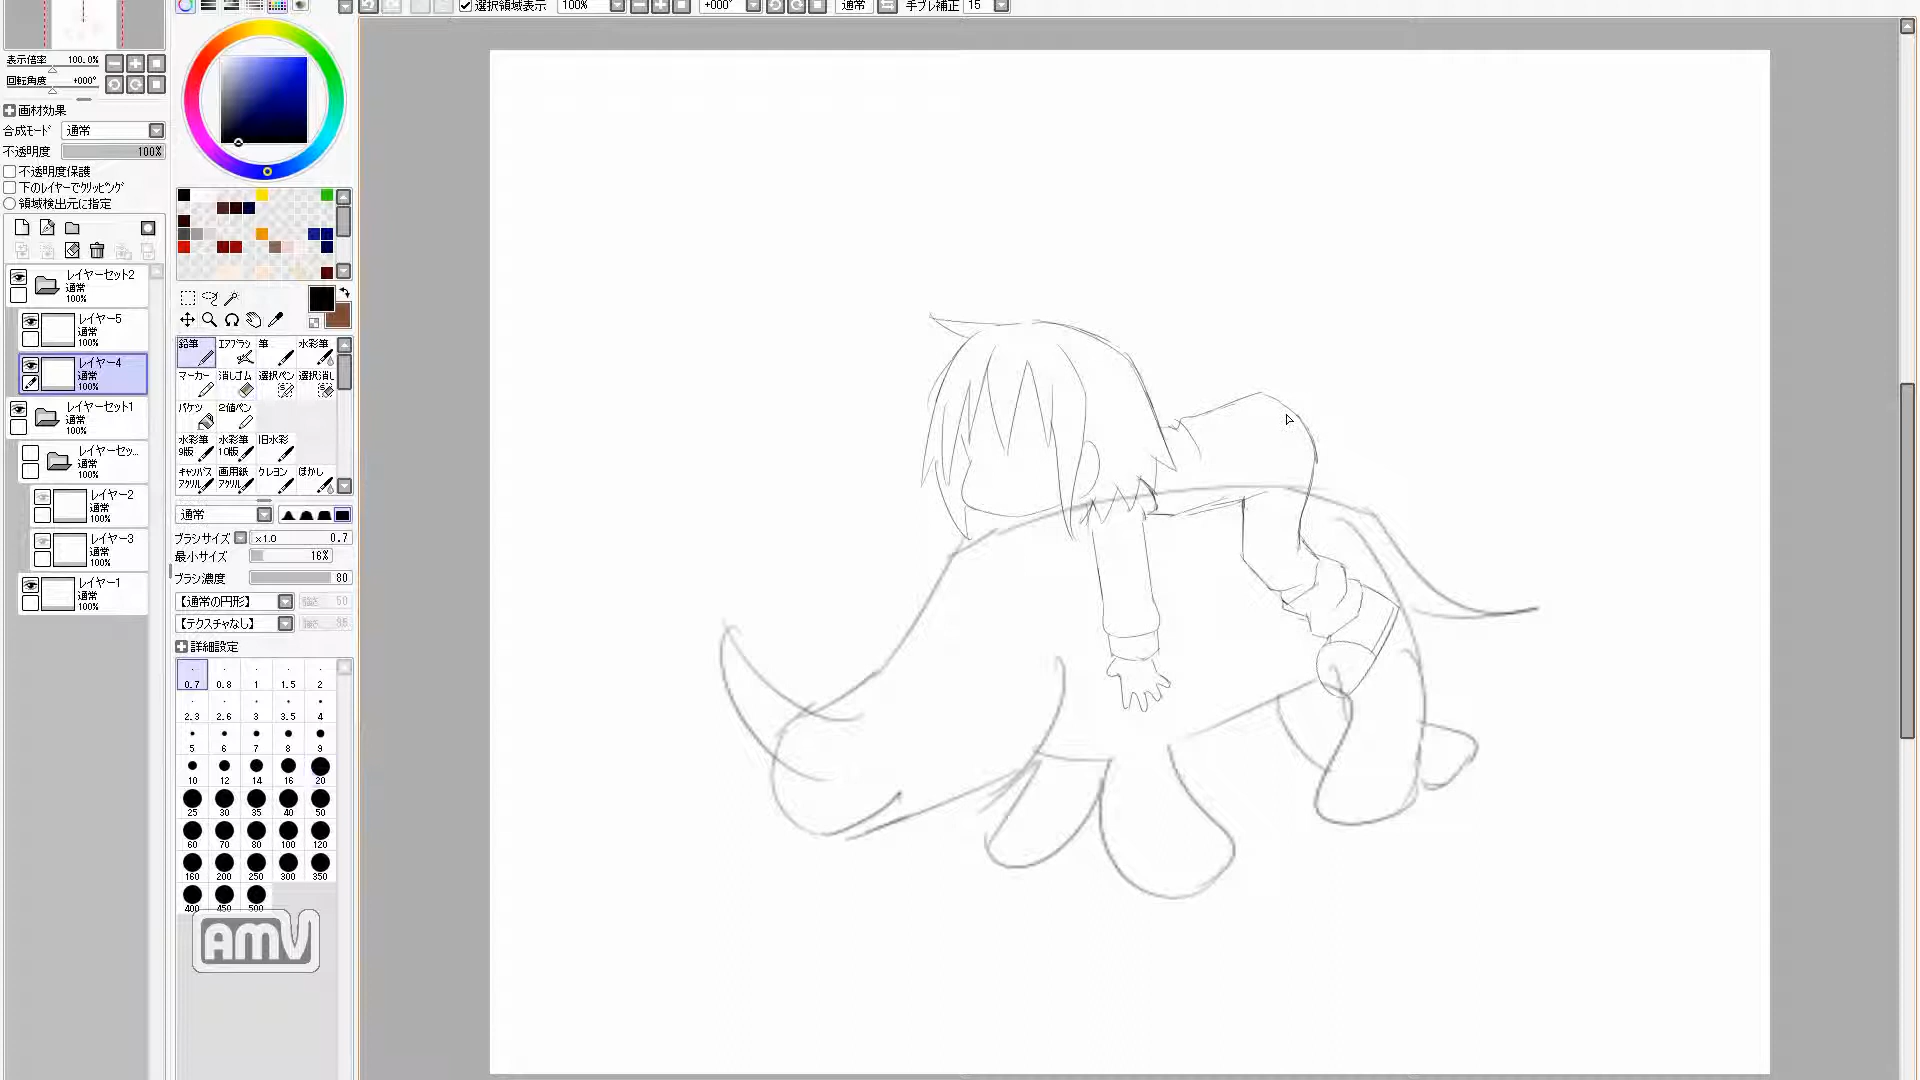 選択領域表示 100% +000° 通常 手ブレ補正 15
表示倍率 100.0%
回転角度 +000°
画材効果
合成モード 通常
不透明度 100%
不透明度保護
下のレイヤーでクリッピング
領域検出元に指定
レイヤーセット2
通常
100%
レイヤー5
通常
100%
レイヤー4
通常
100%
レイヤーセット1
通常
100%
レイヤーセッ...
通常
100%
レイヤー2
通常
100%
レイヤー3
通常
100%
レイヤー1
通常
100%
鉛筆 エアブラシ 筆 水彩筆
マーカー 消しゴム 選択ペン 選択消し
バケツ 2値ペン
水彩筆 水彩筆 旧水彩
9版 10版
キャンバス 画用紙 クレヨン ぼかし
アクリル アクリル
通常
ブラシサイズ x1.0 0.7
最小サイズ 16%
ブラシ濃度 80
【通常の円形】 強さ 50
【テクスチャなし】 強さ 95
詳細設定
0.7 0.8 1 1.5 2
2.3 2.6 3 3.5 4
5 6 7 8 9
10 12 14 16 20
25 30 35 40 50
60 70 80 100 120
160 200 250 300 350
400 450 500
AMV